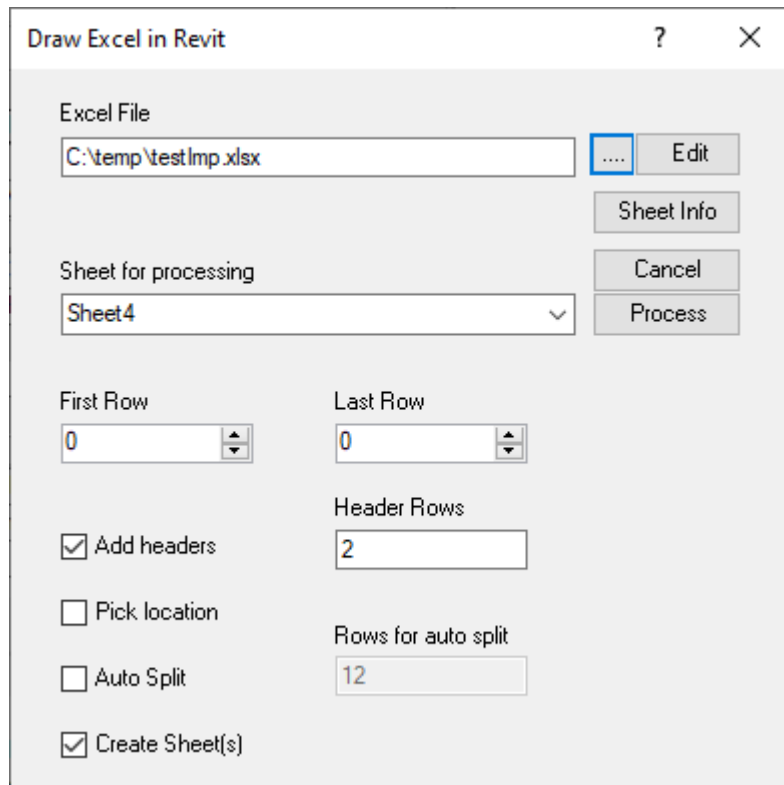 Draw Excel in Revit ?
Excel File
C:\temp\testImp.xlsx .... Edit
Sheet Info
Sheet for processing Cancel
Sheet4 Process
First Row Last Row
0 0
Header Rows
Add headers 2
Pick location
Rows for auto split
Auto Split 12
Create Sheet(s)